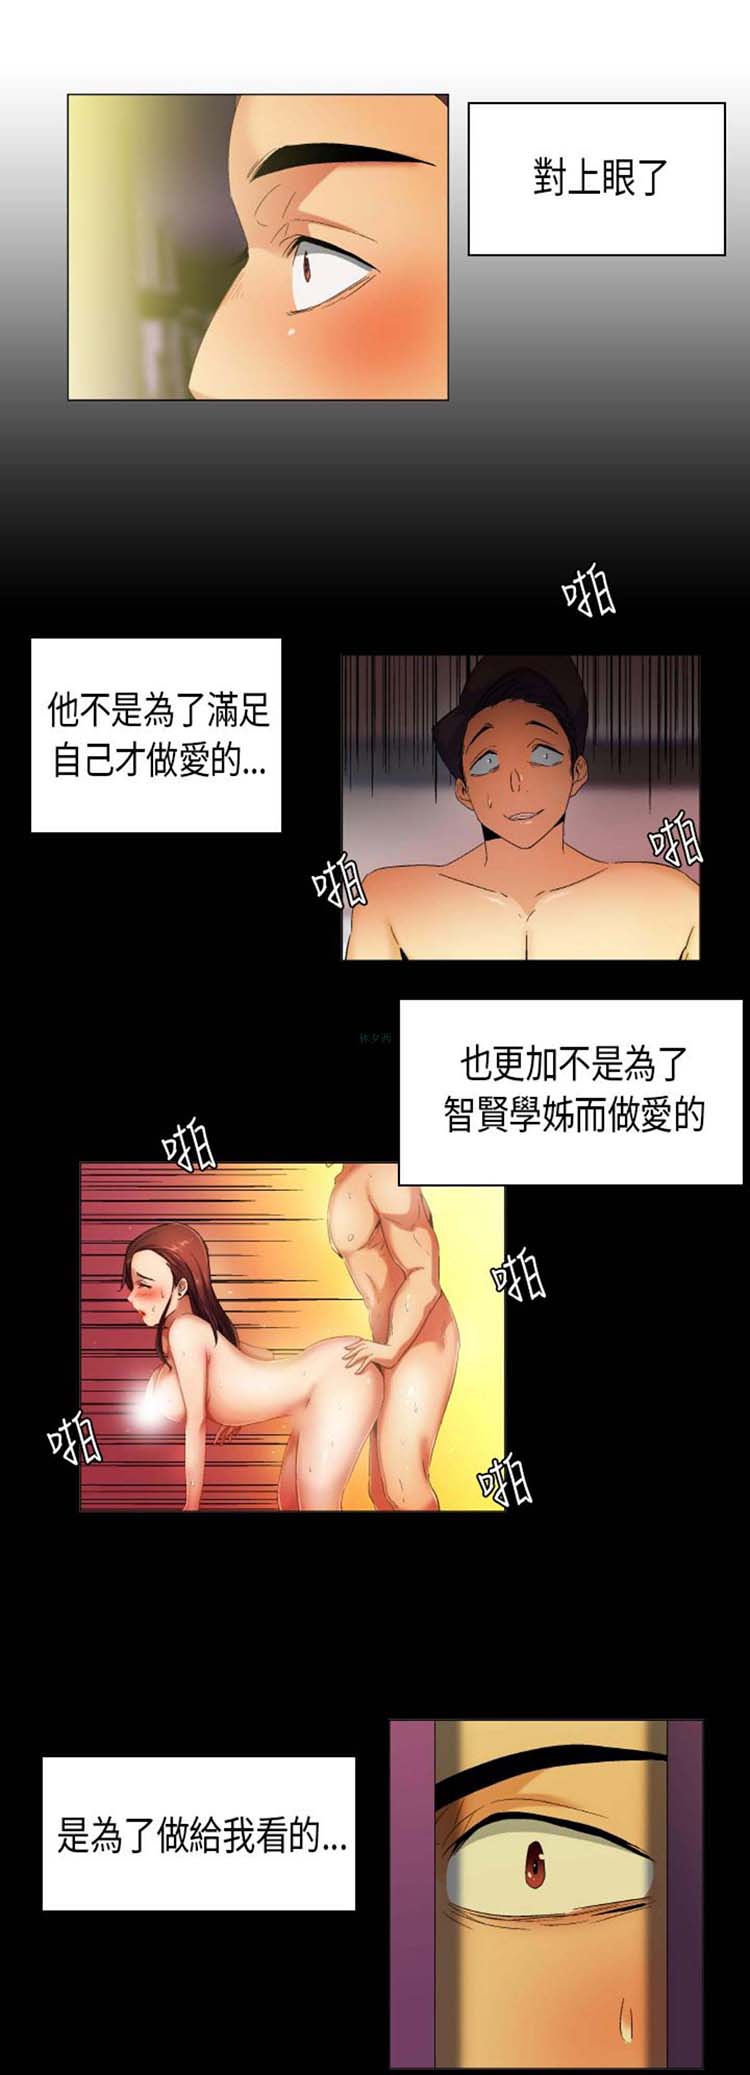 對上眼了
啪
他不是為了滿足
自己才做愛的...
啪
啪
也更加不是為了
智賢學姊而做愛的
啪
啪
啪
啪
是為了做給我看的...